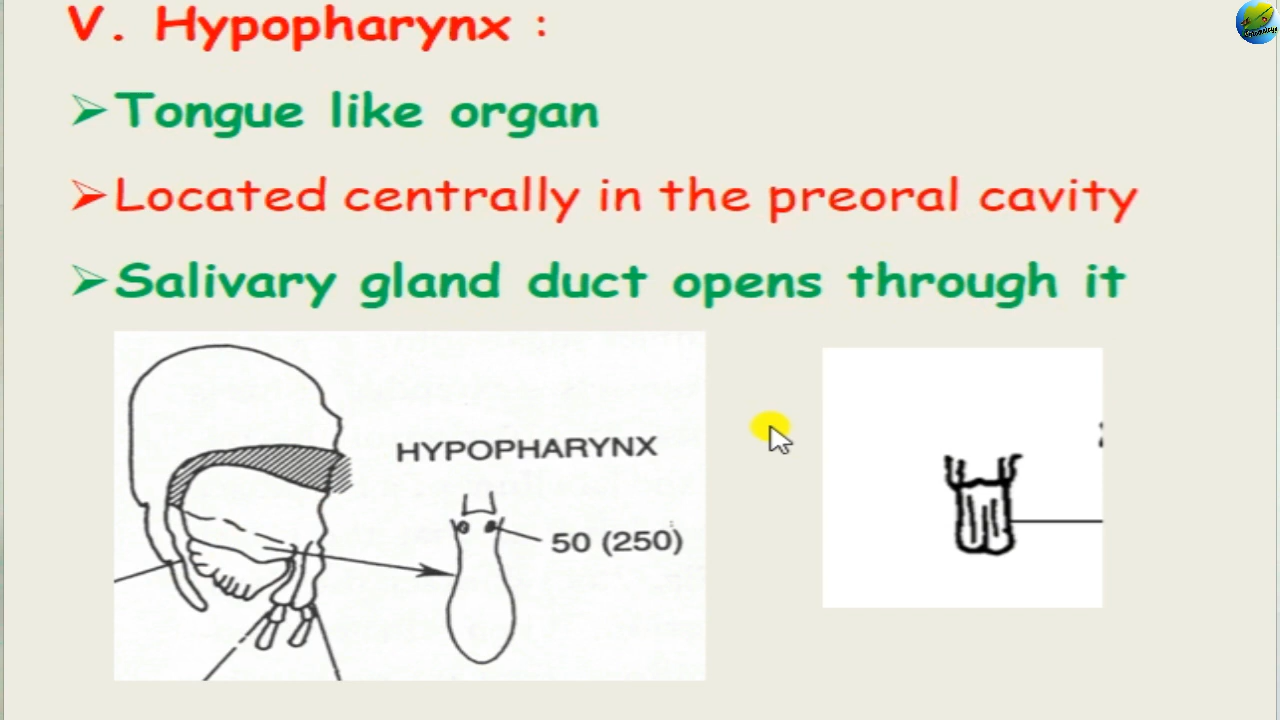 V. Hypopharynx :
➢Tongue like organ
➢Located centrally in the preoral cavity
➢Salivary gland duct opens through it
HYPOPHARYNX
50 (250)